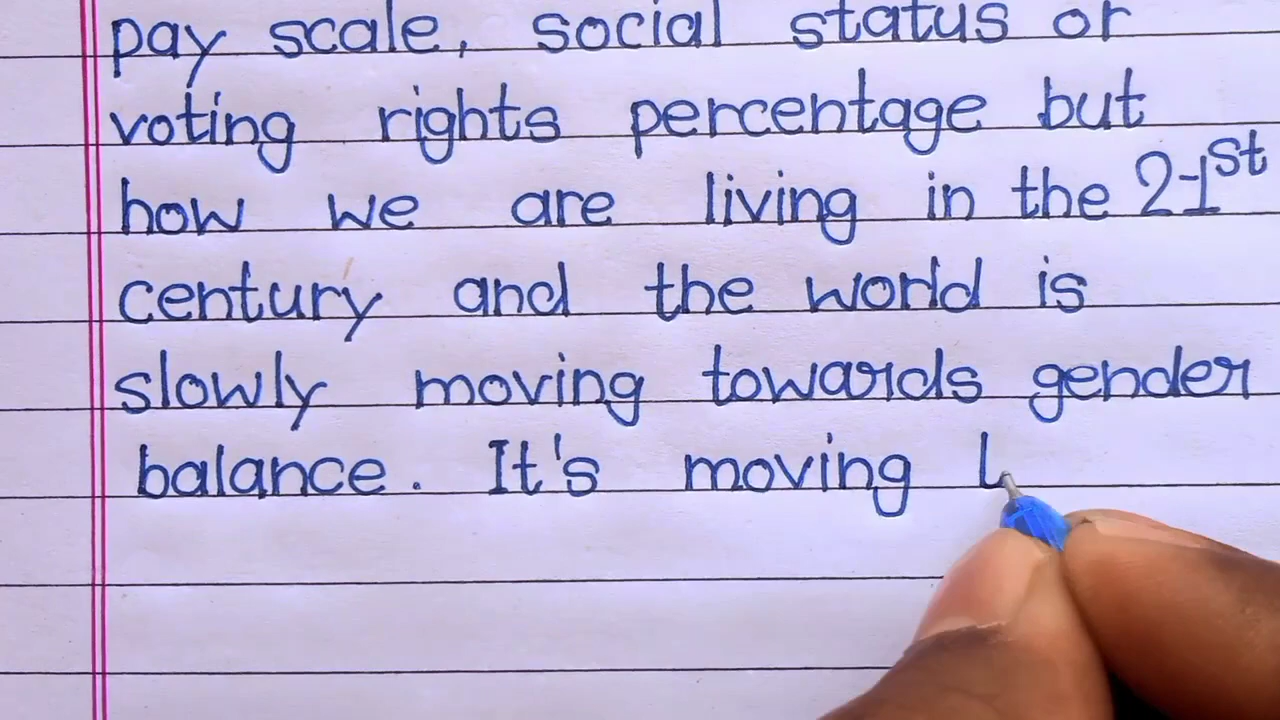 pay scale, social status or
voting rights percentage but
how we are living in the 21st
century and the world is
slowly moving towards gender
balance. It's moving